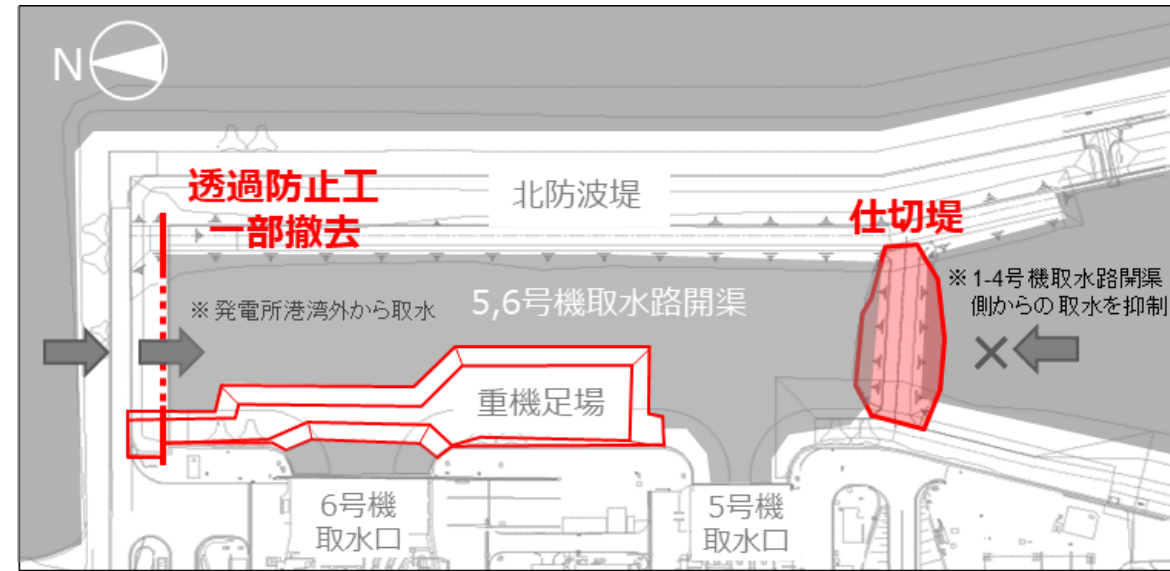 N
透過防止工
一部撤去
北防波堤
仕切堤
※発電所港湾外から取水
5,6号機取水路開渠
※1-4号機取水路開渠
側からの取水を抑制
重機足場
6号機
取水口
5号機
取水口